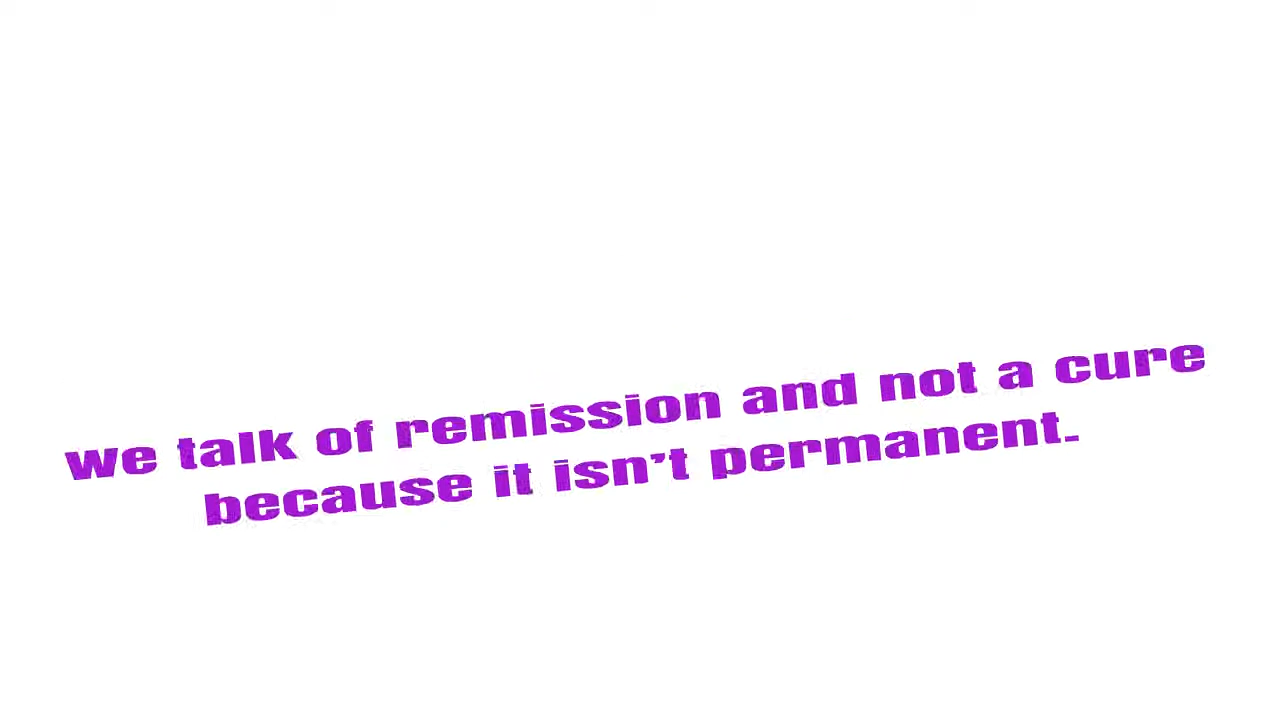 we talk of remission and not a cure
because it isn’t permanent.